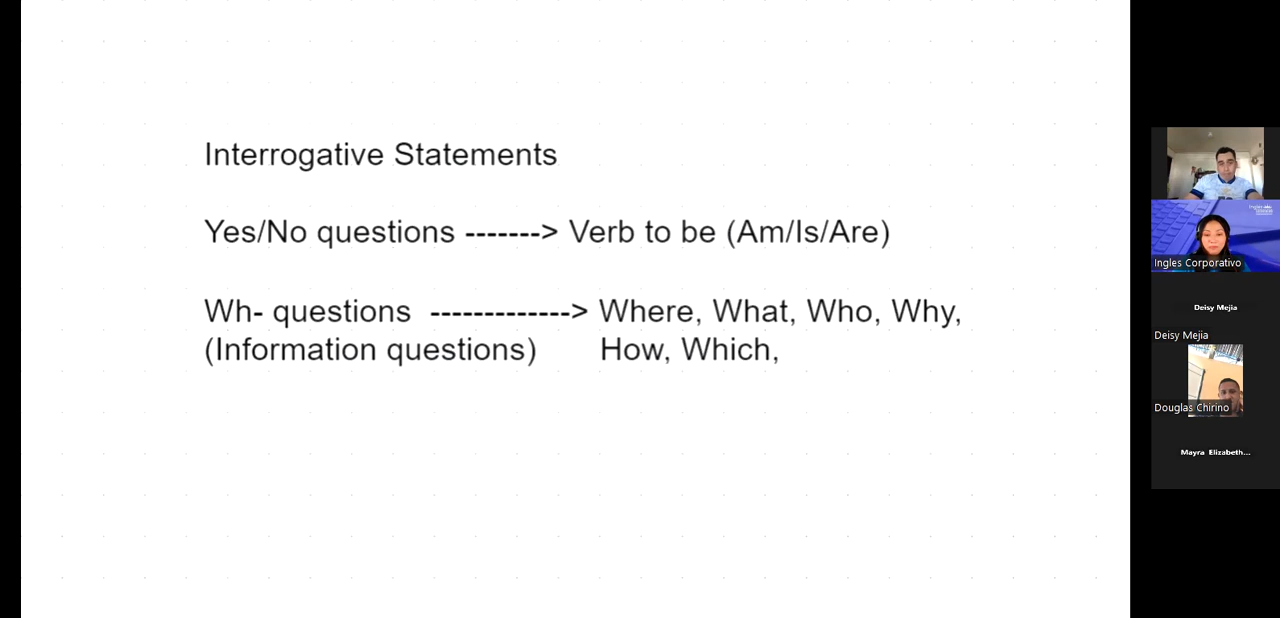 Interrogative Statements
Yes/No questions -------> Verb to be (Am/Is/Are)
Wh- questions -------------> Where, What, Who, Why,
(Information questions) How, Which,
Ingles Corporativo
Deisy Mejia
Deisy Mejia
Douglas Chirino
Mayra Elizabeth...